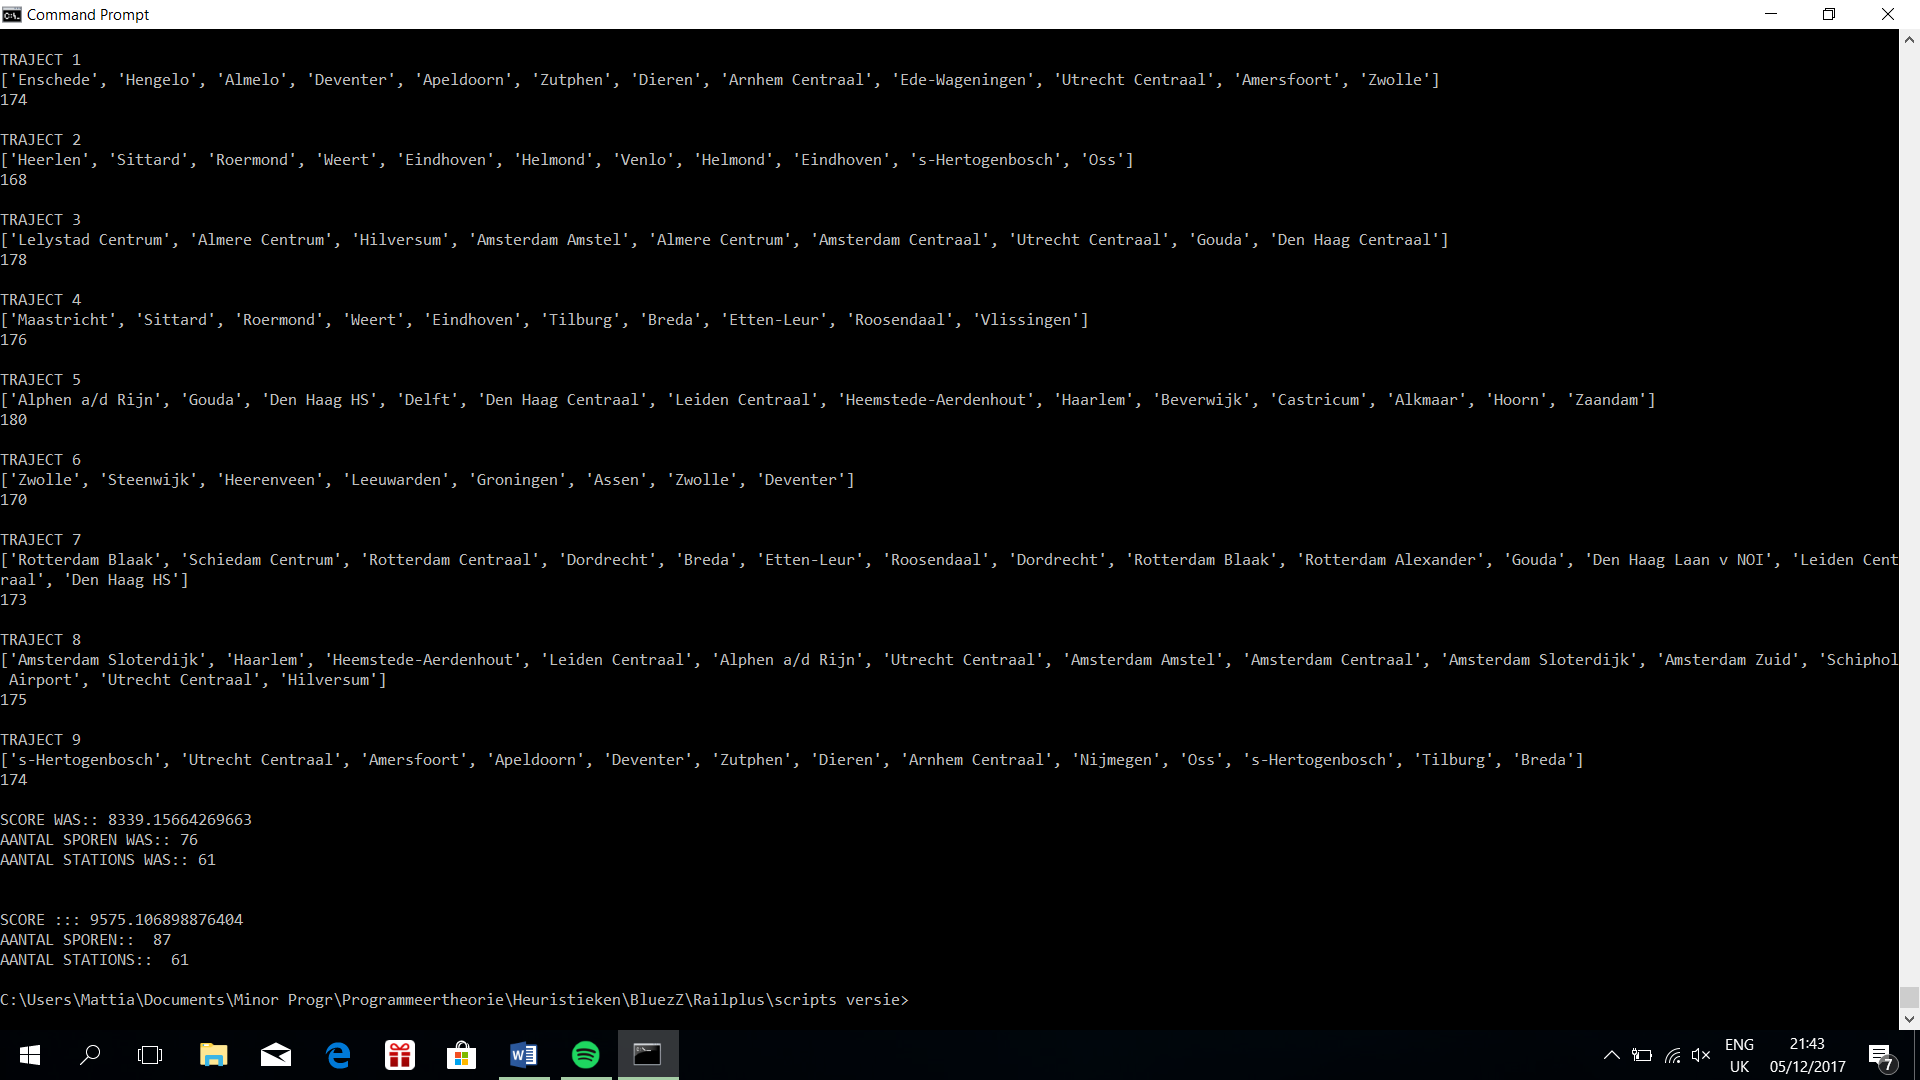 Command Prompt
TRAJECT 1
['Enschede', 'Hengelo', 'Almelo', 'Deventer', 'Apeldoorn', 'Zutphen', 'Dieren', 'Arnhem Centraal', 'Ede-Wageningen', 'Utrecht Centraal', 'Amersfoort', 'Zwolle']
174
TRAJECT 2
['Heerlen', 'Sittard', 'Roermond', 'Weert', 'Eindhoven', 'Helmond', 'Venlo', 'Helmond', 'Eindhoven', 's-Hertogenbosch', 'Oss']
168
TRAJECT 3
['Lelystad Centrum', 'Almere Centrum', 'Hilversum', 'Amsterdam Amstel', 'Almere Centrum', 'Amsterdam Centraal', 'Utrecht Centraal', 'Gouda', 'Den Haag Centraal']
178
TRAJECT 4
['Maastricht', 'Sittard', 'Roermond', 'Weert', 'Eindhoven', 'Tilburg', 'Breda', 'Etten-Leur', 'Roosendaal', 'Vlissingen']
176
TRAJECT 5
['Alphen a/d Rijn', 'Gouda', 'Den Haag HS', 'Delft', 'Den Haag Centraal', 'Leiden Centraal', 'Heemstede-Aerdenhout', 'Haarlem', 'Beverwijk', 'Castricum', 'Alkmaar', 'Hoorn', 'Zaandam']
180
TRAJECT 6
['Zwolle', 'Steenwijk', 'Heerenveen', 'Leeuwarden', 'Groningen', 'Assen', 'Zwolle', 'Deventer']
170
TRAJECT 7
['Rotterdam Blaak', 'Schiedam Centrum', 'Rotterdam Centraal', 'Dordrecht', 'Breda', 'Etten-Leur', 'Roosendaal', 'Dordrecht', 'Rotterdam Blaak', 'Rotterdam Alexander', 'Gouda', 'Den Haag Laan v NOI', 'Leiden Cent
raal', 'Den Haag HS']
173
TRAJECT 8
['Amsterdam Sloterdijk', 'Haarlem', 'Heemstede-Aerdenhout', 'Leiden Centraal', 'Alphen a/d Rijn', 'Utrecht Centraal', 'Amsterdam Amstel', 'Amsterdam Centraal', 'Amsterdam Sloterdijk', 'Amsterdam Zuid', 'Schiphol
 Airport', 'Utrecht Centraal', 'Hilversum']
175
TRAJECT 9
['s-Hertogenbosch', 'Utrecht Centraal', 'Amersfoort', 'Apeldoorn', 'Deventer', 'Zutphen', 'Dieren', 'Arnhem Centraal', 'Nijmegen', 'Oss', 's-Hertogenbosch', 'Tilburg', 'Breda']
174
SCORE WAS:: 8339.15664269663
AANTAL SPOREN WAS:: 76
AANTAL STATIONS WAS:: 61
SCORE ::: 9575.106898876404
AANTAL SPOREN::  87
AANTAL STATIONS::  61
C:\Users\Mattia\Documents\Minor Progr\Programmeertheorie\Heuristieken\BluezZ\Railplus\scripts versie>
ENG 21:43
UK 05/12/2017 7